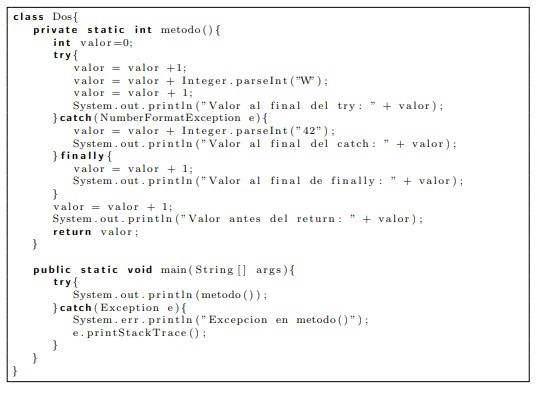 class Dos{
private static int metodo(){
int valor=0;
try{
valor = valor +1;
valor = valor + Integer.parseInt("W");
valor = valor + 1;
System.out.println("Valor al final del try: " + valor);
}catch(NumberFormatException e){
valor = valor + Integer.parseInt("42");
System.out.println("Valor al final del catch: " + valor);
}finally{
valor = valor + 1;
System.out.println("Valor al final de finally: " + valor);
}
valor = valor + 1;
System.out.println("Valor antes del return: " + valor);
return valor;
}
public static void main(String[] args){
try{
System.out.println(metodo());
}catch(Exception e){
System.err.println("Excepcion en metodo()");
e.printStackTrace();
}
}
}